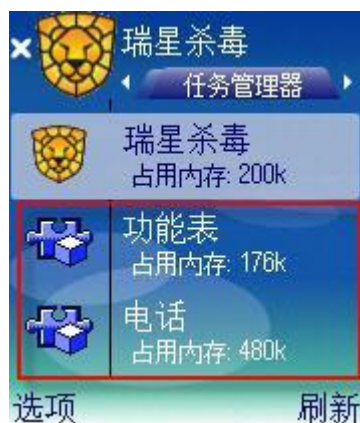 瑞星杀毒
任务管理器
瑞星杀毒
占用内存: 200k
功能表
占用内存: 176k
电话
占用内存: 480k
选项 刷新